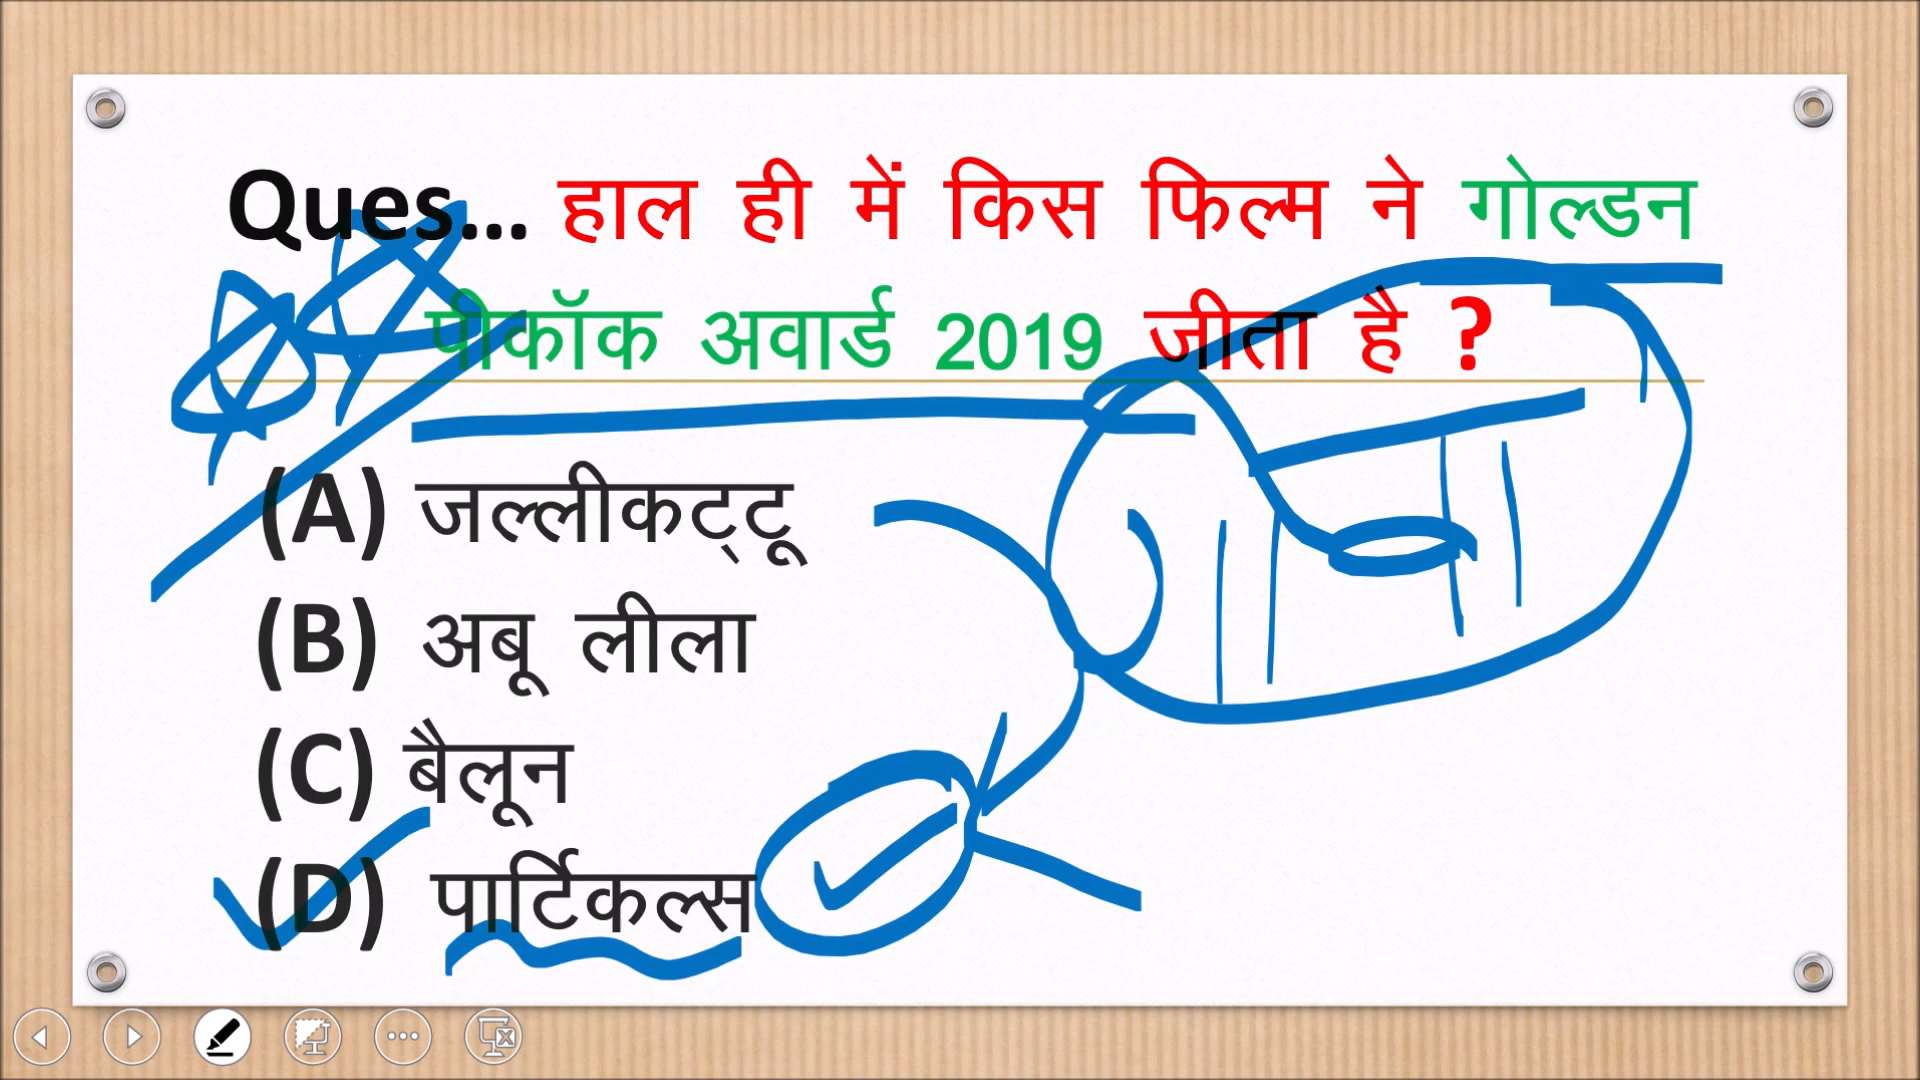 Ques... हाल ही में किस फिल्म ने गोल्डन
पीकॉक अवार्ड 2019 जीता है ?
(A) जल्लीकट्टू
(B) अबू लीला
(C) बैलून
(D) पार्टिकल्स